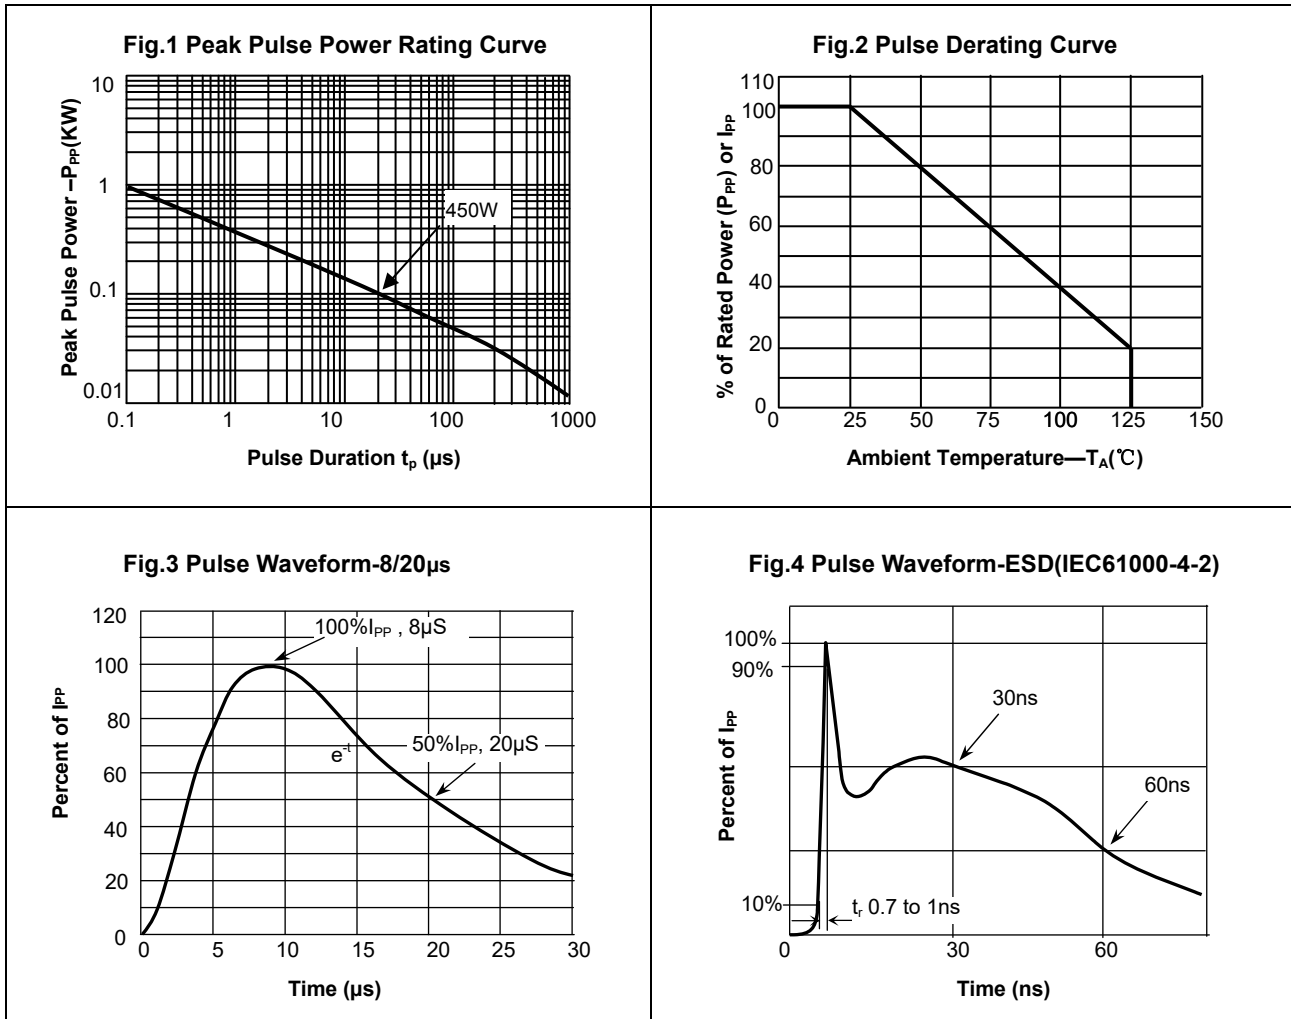 Fig.1 Peak Pulse Power Rating Curve
Peak Pulse Power –PPP(KW)
10
1
0.1
0.01
450W
0.1 1 10 100 1000
Pulse Duration tp (µs)
Fig.2 Pulse Derating Curve
% of Rated Power (PPP) or IPP
110
100
80
60
40
20
0
0 25 50 75 100 125 150
Ambient Temperature—TA(℃)
Fig.3 Pulse Waveform-8/20µs
Percent of IPP
120
100
80
60
40
20
0
100%IPP , 8µS
e-t
50%IPP, 20µS
0 5 10 15 20 25 30
Time (µs)
Fig.4 Pulse Waveform-ESD(IEC61000-4-2)
Percent of IPP
100%
90%
10%
30ns
60ns
tr 0.7 to 1ns
0 30 60
Time (ns)